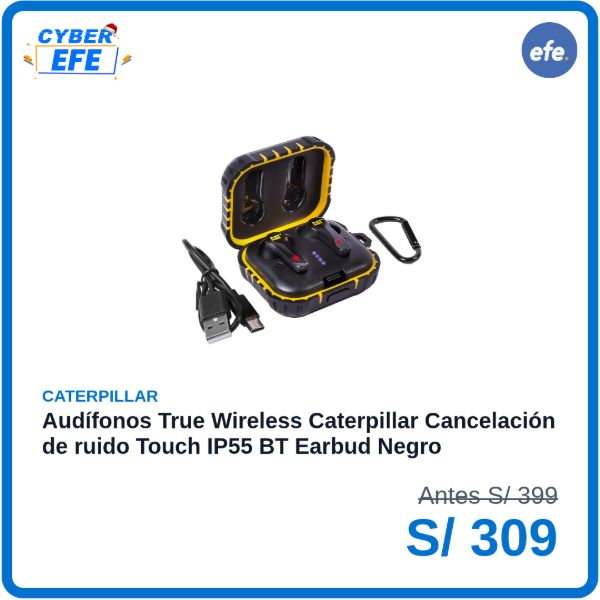 CYBER
EFE
efe.
CAT
CATERPILLAR
Audífonos True Wireless Caterpillar Cancelación
de ruido Touch IP55 BT Earbud Negro
Antes S/ 399
S/ 309